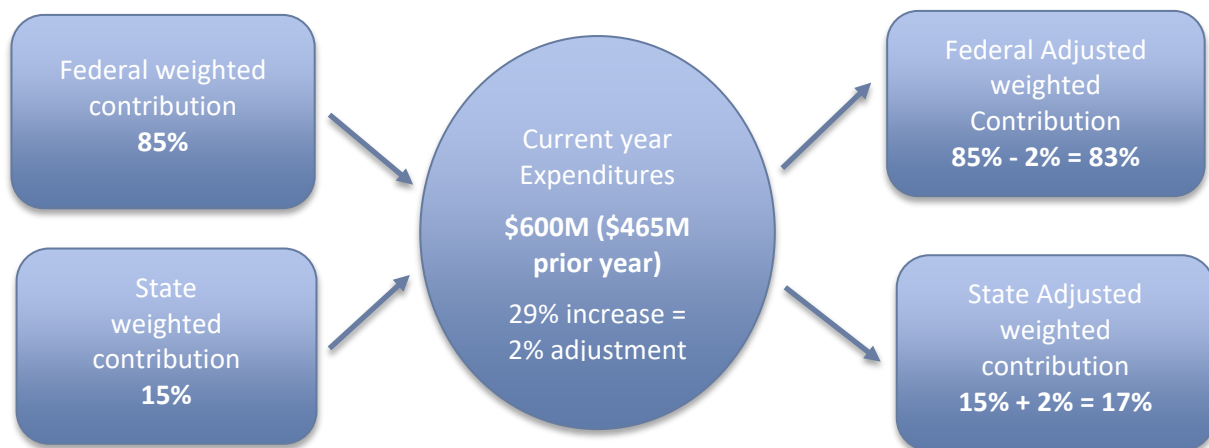 Federal weighted
contribution
85%
State
weighted
contribution
15%
Current year
Expenditures
$600M ($465M
prior year)
29% increase =
2% adjustment
Federal Adjusted
weighted
Contribution
85% - 2% = 83%
State Adjusted
weighted
contribution
15% + 2% = 17%